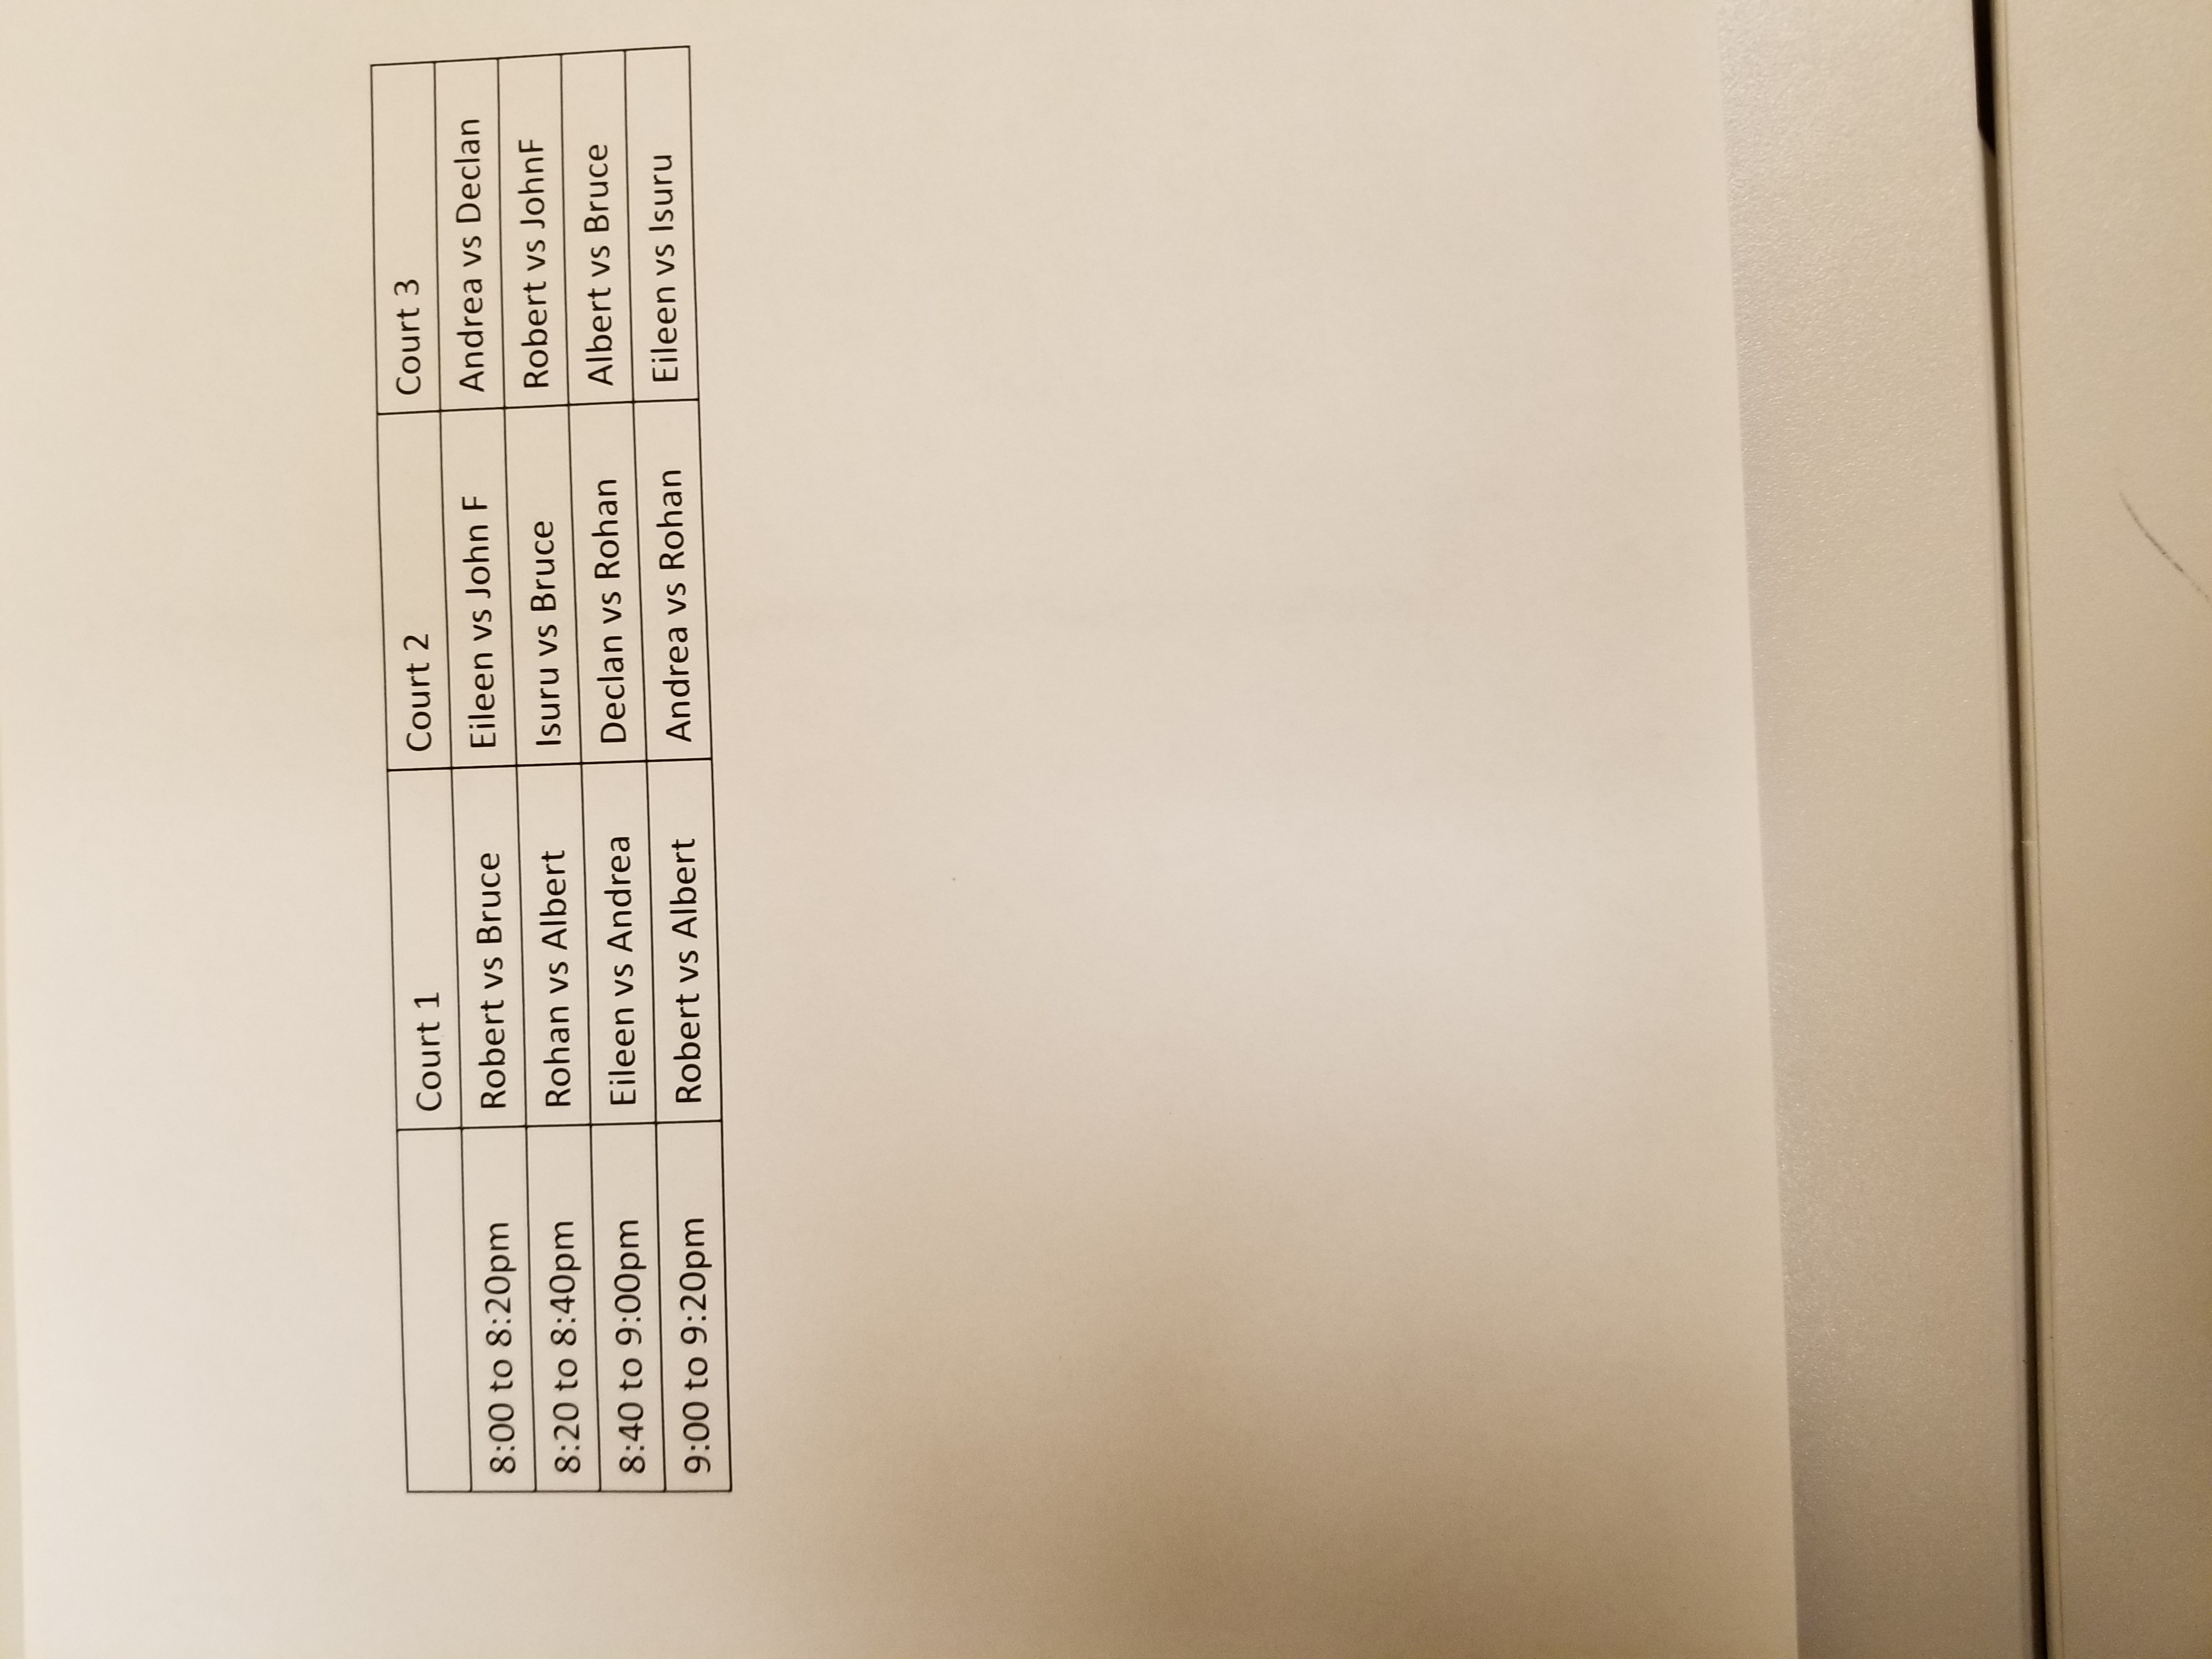 Court 1 Court 2 Court 3
8:00 to 8:20pm Robert vs Bruce Eileen vs John F Andrea vs Declan
8:20 to 8:40pm Rohan vs Albert Isuru vs Bruce Robert vs JohnF
8:40 to 9:00pm Eileen vs Andrea Declan vs Rohan Albert vs Bruce
9:00 to 9:20pm Robert vs Albert Andrea vs Rohan Eileen vs Isuru